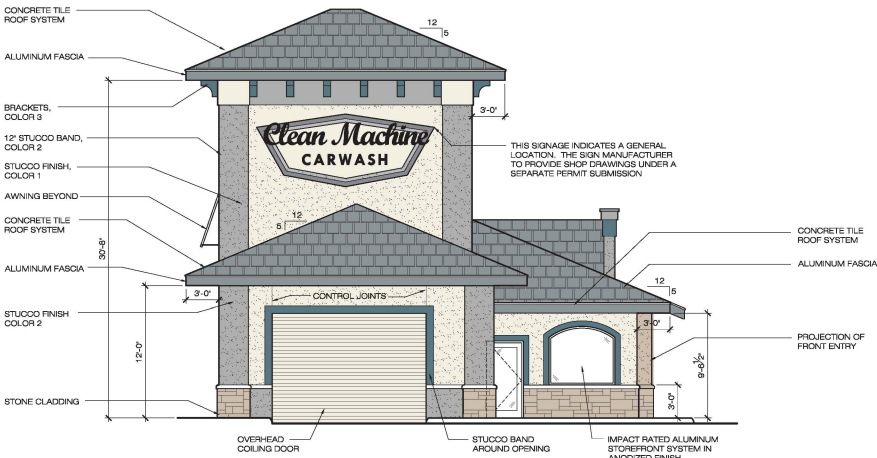 CONCRETE TILE
ROOF SYSTEM
ALUMINUM FASCIA
BRACKETS,
COLOR 3
12" STUCCO BAND,
COLOR 2
STUCCO FINISH,
COLOR 1
AWNING BEYOND
CONCRETE TILE
ROOF SYSTEM
ALUMINUM FASCIA
STUCCO FINISH
COLOR 2
STONE CLADDING
30'-8"
12'-0"
3'-0"
12
5
3'-0"
Clean Machine
CARWASH
THIS SIGNAGE INDICATES A GENERAL
LOCATION. THE SIGN MANUFACTURER
TO PROVIDE SHOP DRAWINGS UNDER A
SEPARATE PERMIT SUBMISSION
12
5
CONTROL JOINTS
12
5
3'-0"
9'-8½"
3'-0"
CONCRETE TILE
ROOF SYSTEM
ALUMINUM FASCIA
PROJECTION OF
FRONT ENTRY
OVERHEAD
COILING DOOR
STUCCO BAND
AROUND OPENING
IMPACT RATED ALUMINUM
STOREFRONT SYSTEM IN
ANODIZED FINISH